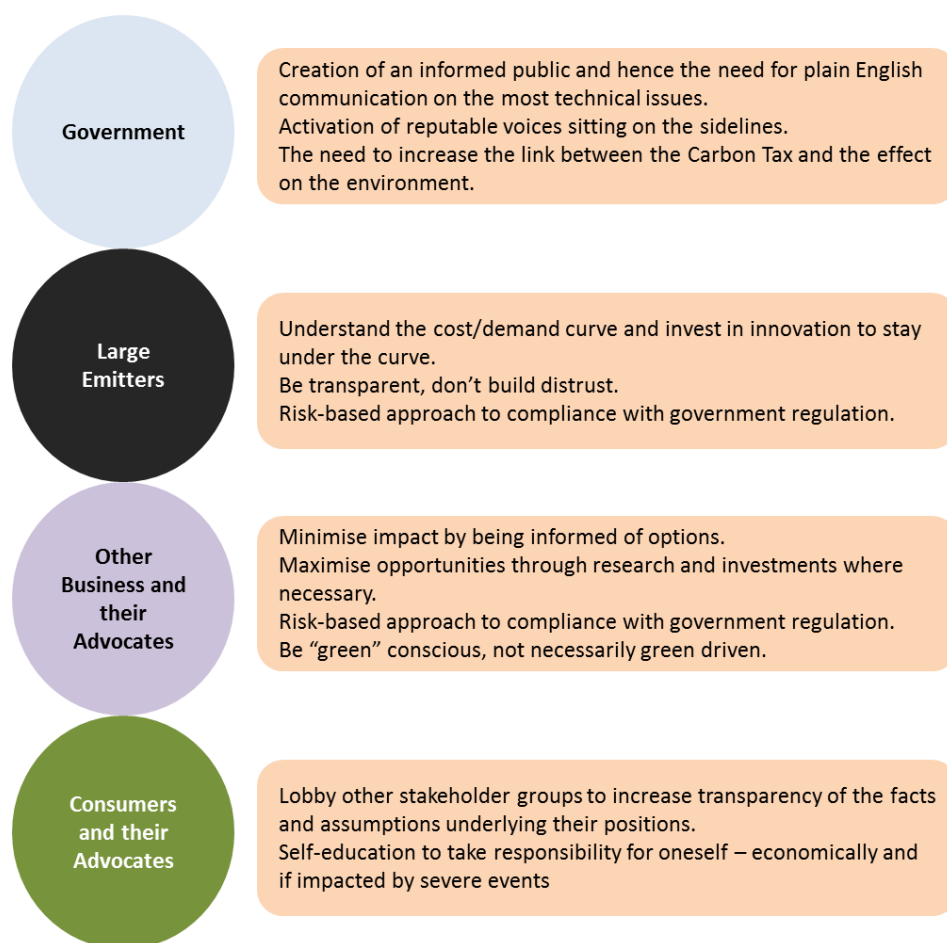 Government
Creation of an informed public and hence the need for plain English
communication on the most technical issues.
Activation of reputable voices sitting on the sidelines.
The need to increase the link between the Carbon Tax and the effect
on the environment.
Large
Emitters
Understand the cost/demand curve and invest in innovation to stay
under the curve.
Be transparent, don’t build distrust.
Risk-based approach to compliance with government regulation.
Other
Business and
their
Advocates
Minimise impact by being informed of options.
Maximise opportunities through research and investments where
necessary.
Risk-based approach to compliance with government regulation.
Be “green” conscious, not necessarily green driven.
Consumers
and their
Advocates
Lobby other stakeholder groups to increase transparency of the facts
and assumptions underlying their positions.
Self-education to take responsibility for oneself – economically and
if impacted by severe events